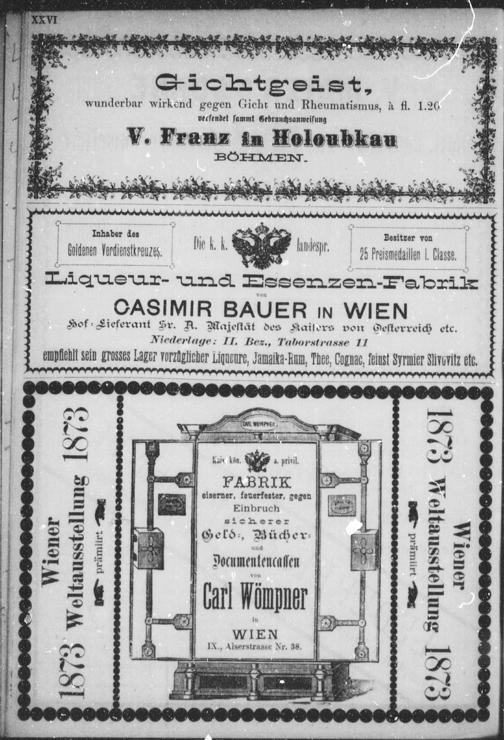 XXVI
Gichtgeist,
wunderbar wirkend gegen Gicht und Rheumatismus, à fl. 1.20
versendet sammt Gebrauchsanweisung
V. Franz in Holoubkau
BÖHMEN.
Inhaber des
Goldenen Verdienstkreuzes.
Die k. k. landespr.
Besitzer von
25 Preismedaillen I. Classe.
Liqueur- und Essenzen-Fabrik
von
CASIMIR BAUER IN WIEN
Hof-Lieferant Sr. A. Majestät des Kaisers von Oesterreich etc.
Niederlage: II. Bez., Taborstrasse 11
empfiehlt sein grosses Lager vorzüglicher Liqueure, Jamaika-Rum, Thee, Cognac, feinst Syrmier Slivovitz etc.
1873 Wiener Weltausstellung 1873
prämiirt
CARL WÖMPNER
Kais. kön. a. privil.
FABRIK
eiserner, feuerfester, gegen
Einbruch
sicherer
Geld-, Bücher-
und
Documentencassen
von
Carl Wömpner
in
WIEN
IX., Alserstrasse Nr. 38.
1873 Wiener Weltausstellung 1873
prämiirt